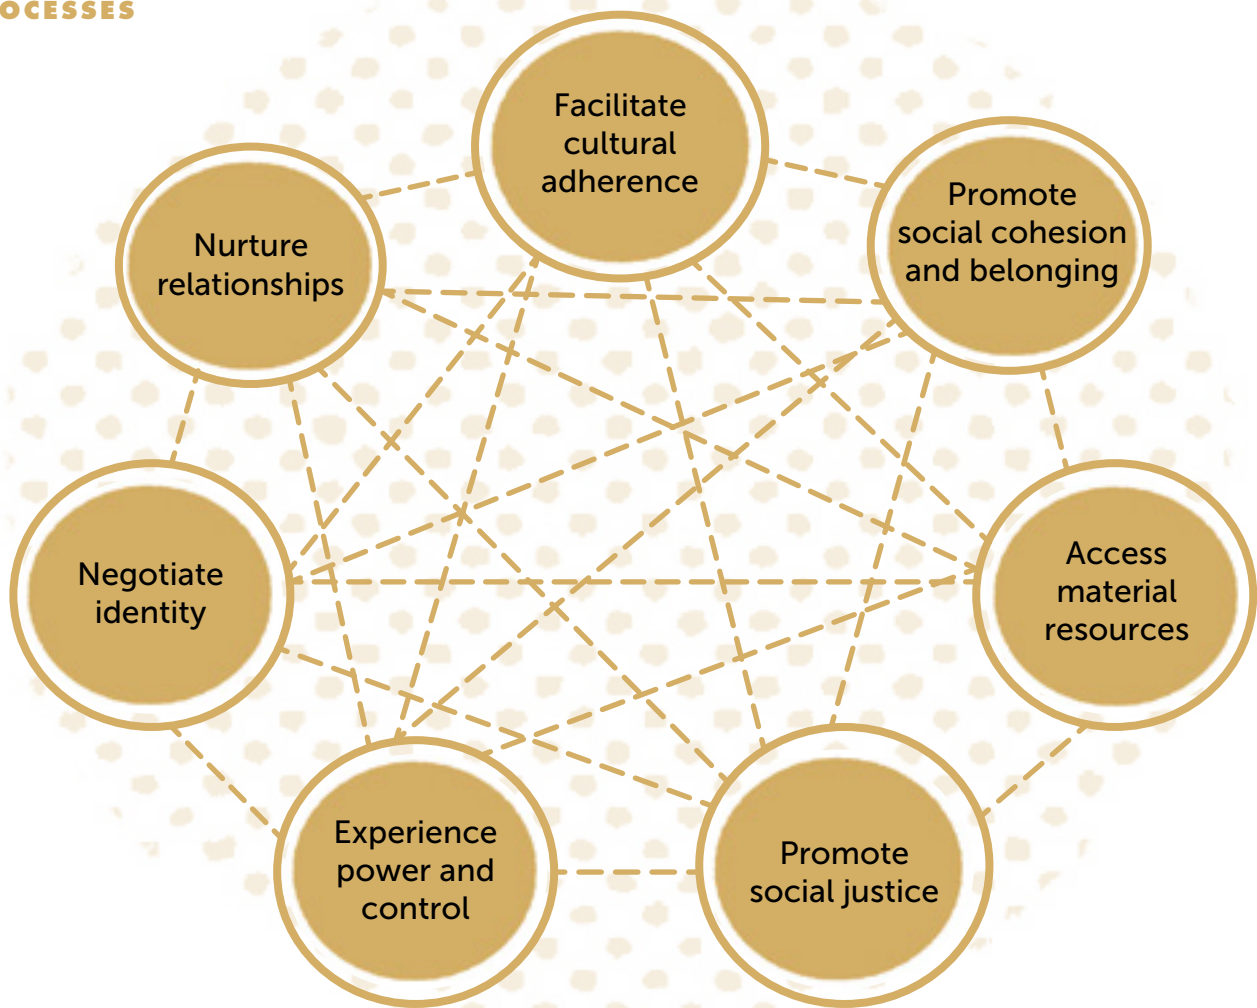 OCESSES
Facilitate
cultural
adherence
Promote
social cohesion
and belonging
Nurture
relationships
Access
material
resources
Negotiate
identity
Experience
power and
control
Promote
social justice